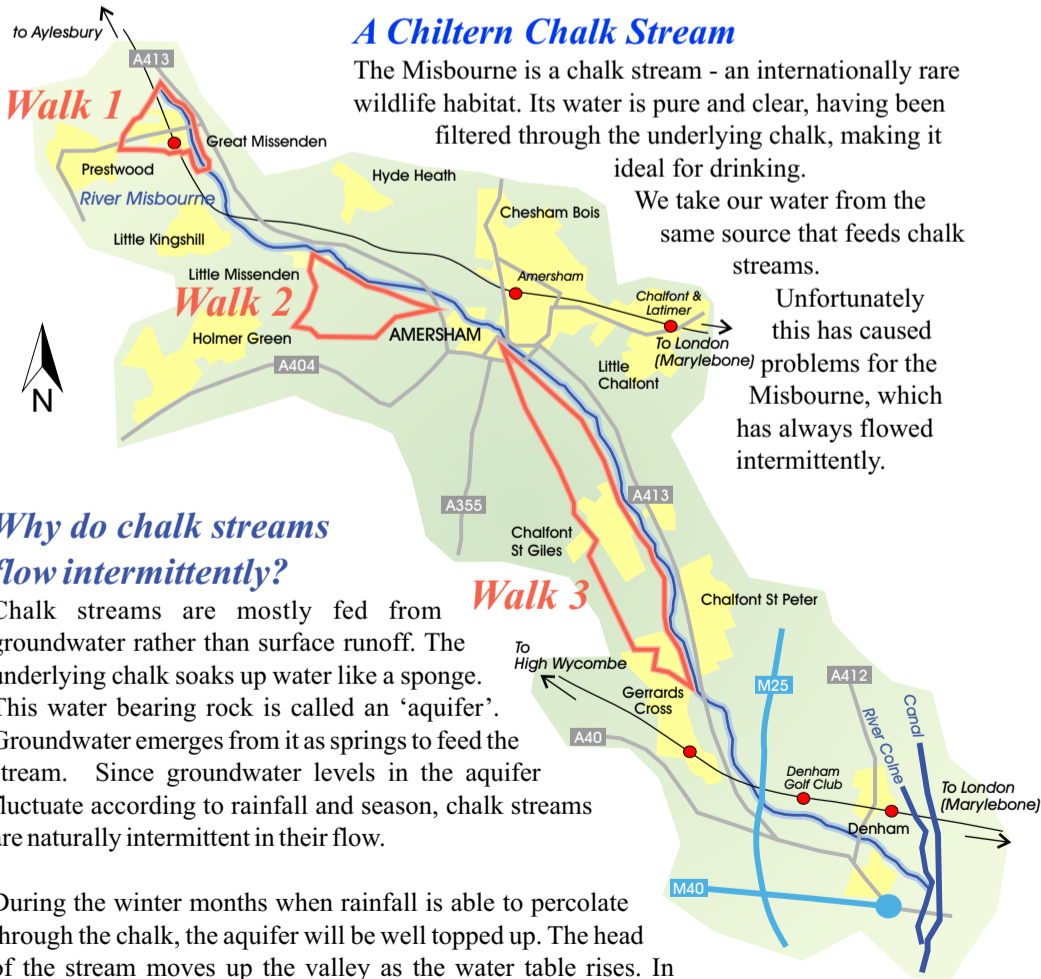 to Aylesbury
A413
Walk 1
Great Missenden
Prestwood
River Misbourne
Little Kingshill
Hyde Heath
Chesham Bois
Little Missenden
Walk 2
Amersham
Chalfont &
Latimer
To London
(Marylebone)
Holmer Green
AMERSHAM
A404
Little
Chalfont
N
A355
A413
Chalfont
St Giles
Walk 3
Chalfont St Peter
To
High Wycombe
Gerrards
Cross
M25
A412
A40
River Colne
Canal
Denham
Golf Club
To London
(Marylebone)
Denham
M40
A Chiltern Chalk Stream
The Misbourne is a chalk stream - an internationally rare
wildlife habitat. Its water is pure and clear, having been
filtered through the underlying chalk, making it
ideal for drinking.
We take our water from the
same source that feeds chalk
streams.
Unfortunately
this has caused
problems for the
Misbourne, which
has always flowed
intermittently.
Why do chalk streams
flow intermittently?
Chalk streams are mostly fed from
groundwater rather than surface runoff. The
underlying chalk soaks up water like a sponge.
This water bearing rock is called an ‘aquifer’.
Groundwater emerges from it as springs to feed the
stream. Since groundwater levels in the aquifer
fluctuate according to rainfall and season, chalk streams
are naturally intermittent in their flow.
During the winter months when rainfall is able to percolate
through the chalk, the aquifer will be well topped up. The head
of the stream moves up the valley as the water table rises. In